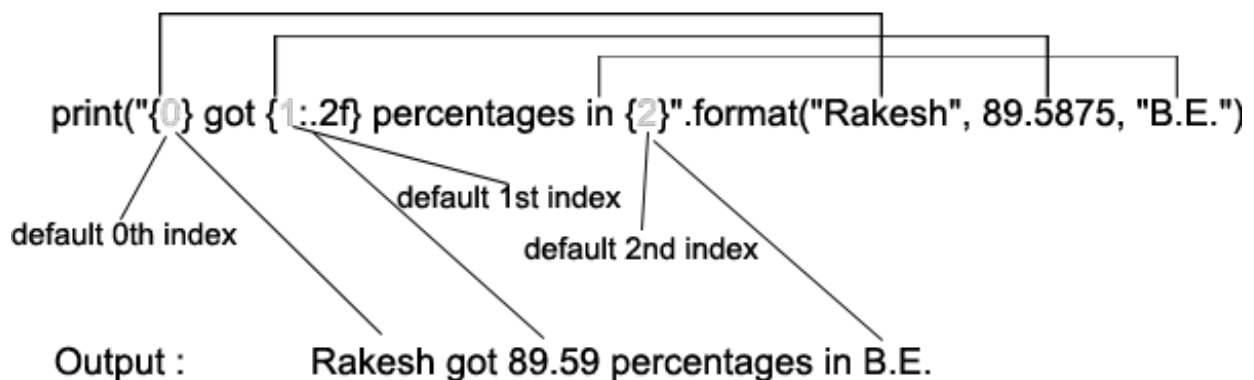 print("{0} got {1:.2f} percentages in {2}".format("Rakesh", 89.5875, "B.E.")
default 1st index
default 0th index
default 2nd index
Output : Rakesh got 89.59 percentages in B.E.